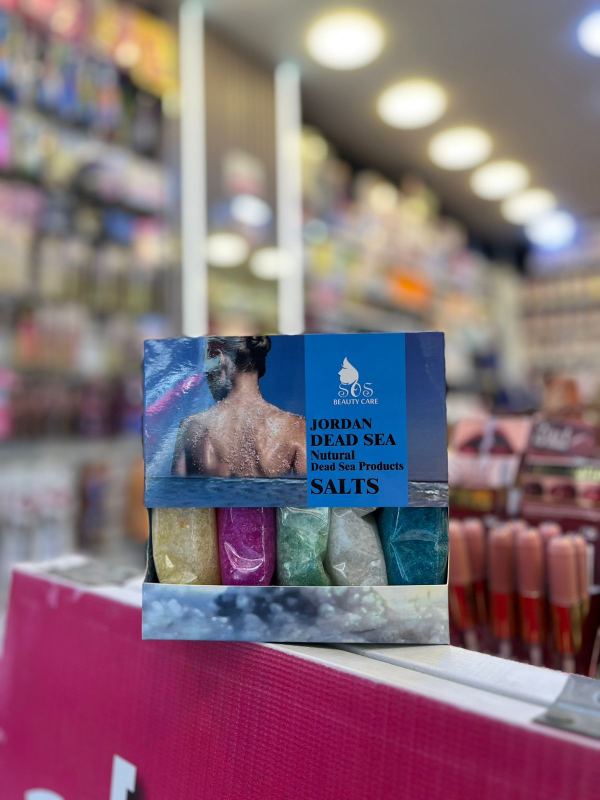 SOS
BEAUTY CARE
JORDAN
DEAD SEA
Nutural
Dead Sea Products
SALTS